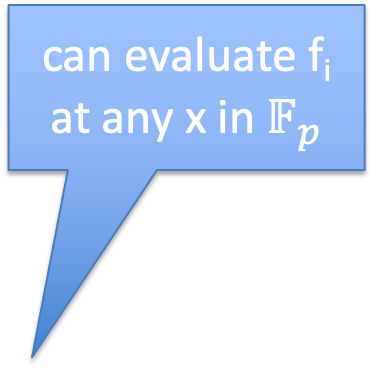 can evaluate fᵢ
at any x in 𝔽ₚ